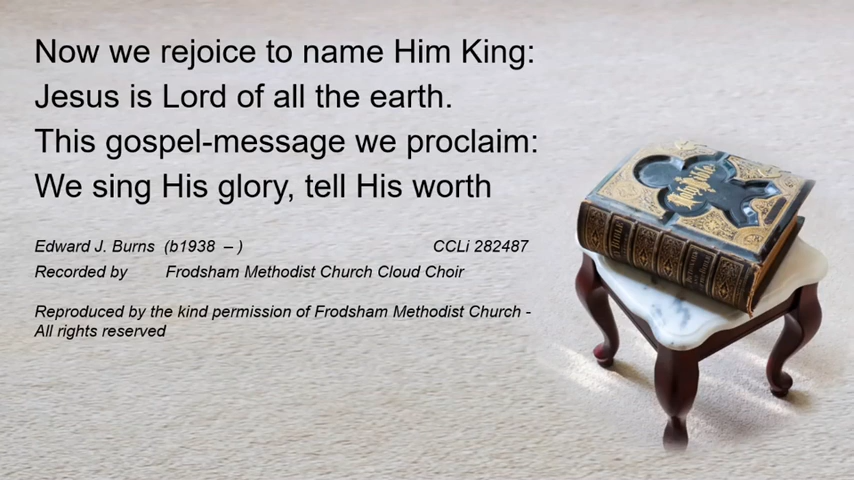 Now we rejoice to name Him King:
Jesus is Lord of all the earth.
This gospel-message we proclaim:
We sing His glory, tell His worth
Edward J. Burns (b1938 – ) CCLi 282487
Recorded by Frodsham Methodist Church Cloud Choir
Reproduced by the kind permission of Frodsham Methodist Church -
All rights reserved
Holy Bible